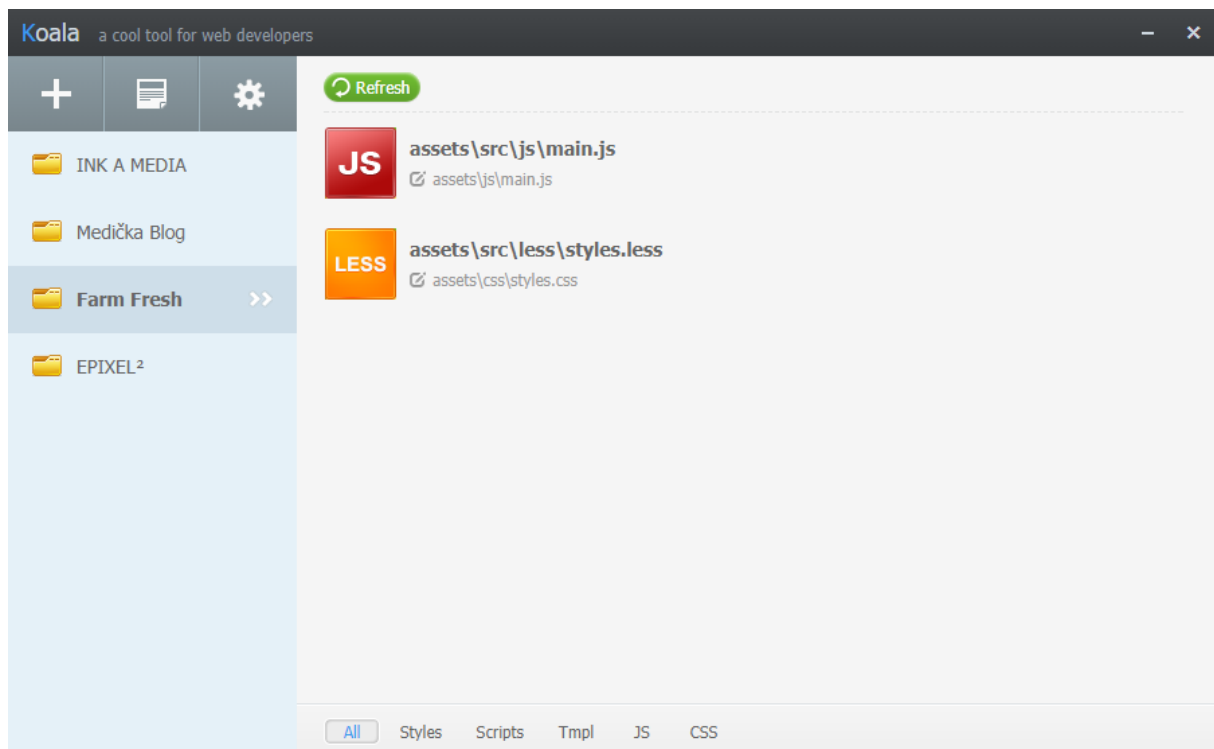 Koala a cool tool for web developers
INK A MEDIA
Medička Blog
Farm Fresh
EPIXEL²
Refresh
JS
assets\src\js\main.js
assets\js\main.js
LESS
assets\src\less\styles.less
assets\css\styles.css
All Styles Scripts Tmpl JS CSS